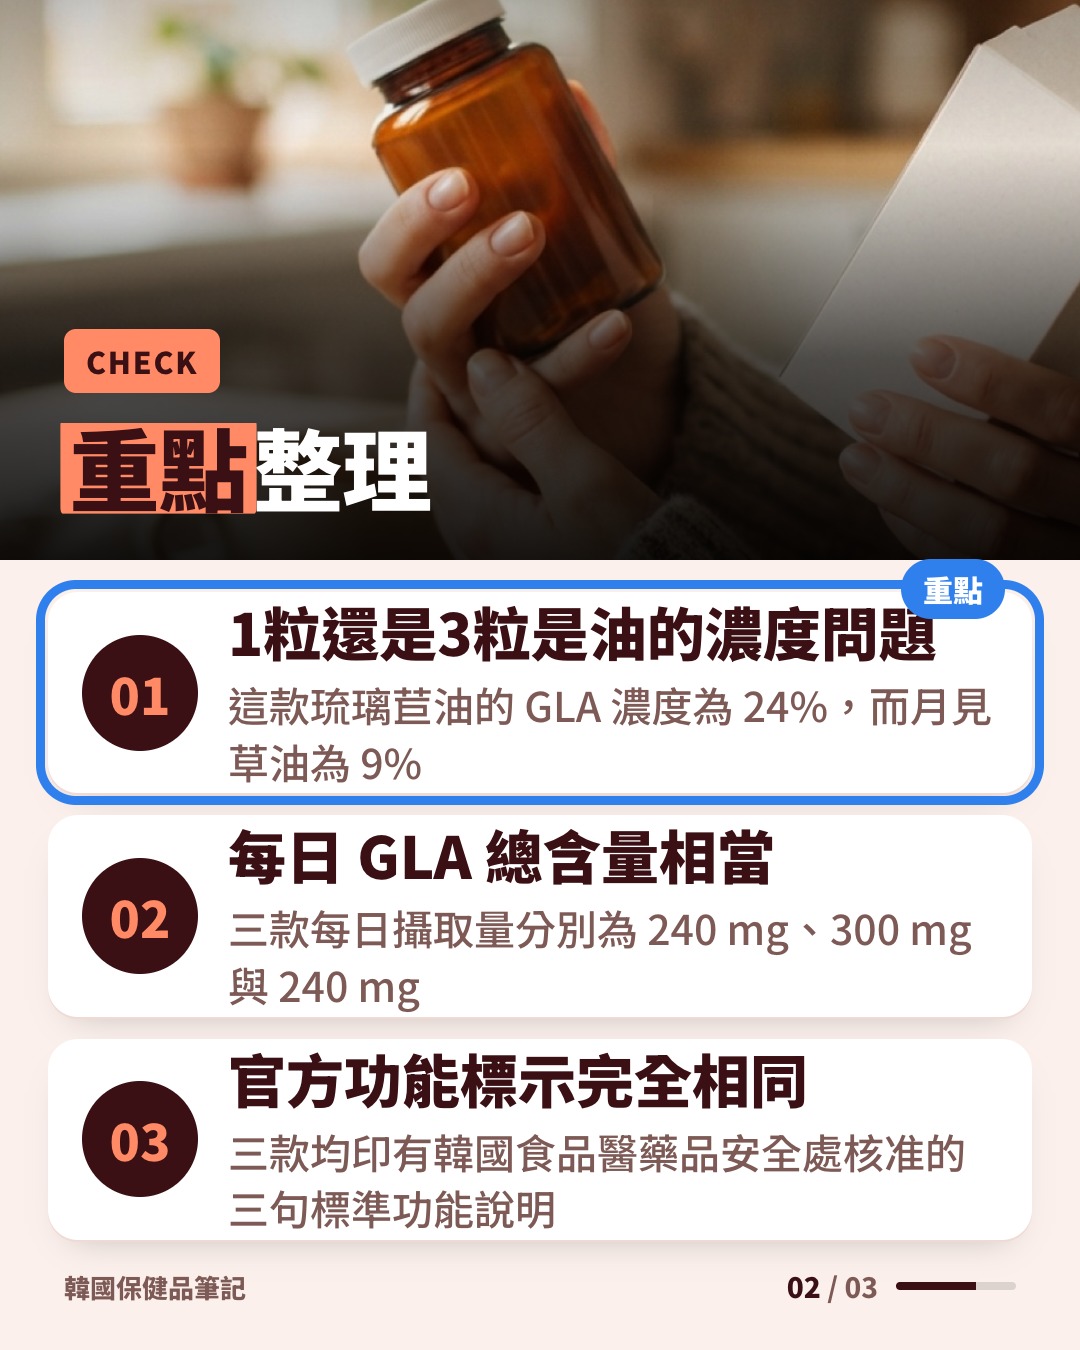 CHECK
重點整理
重點
01
1粒還是3粒是油的濃度問題
這款琉璃苣油的 GLA 濃度為 24%，而月見
草油為 9%
02
每日 GLA 總含量相當
三款每日攝取量分別為 240 mg、300 mg
與 240 mg
03
官方功能標示完全相同
三款均印有韓國食品醫藥品安全處核准的
三句標準功能說明
韓國保健品筆記
02 / 03